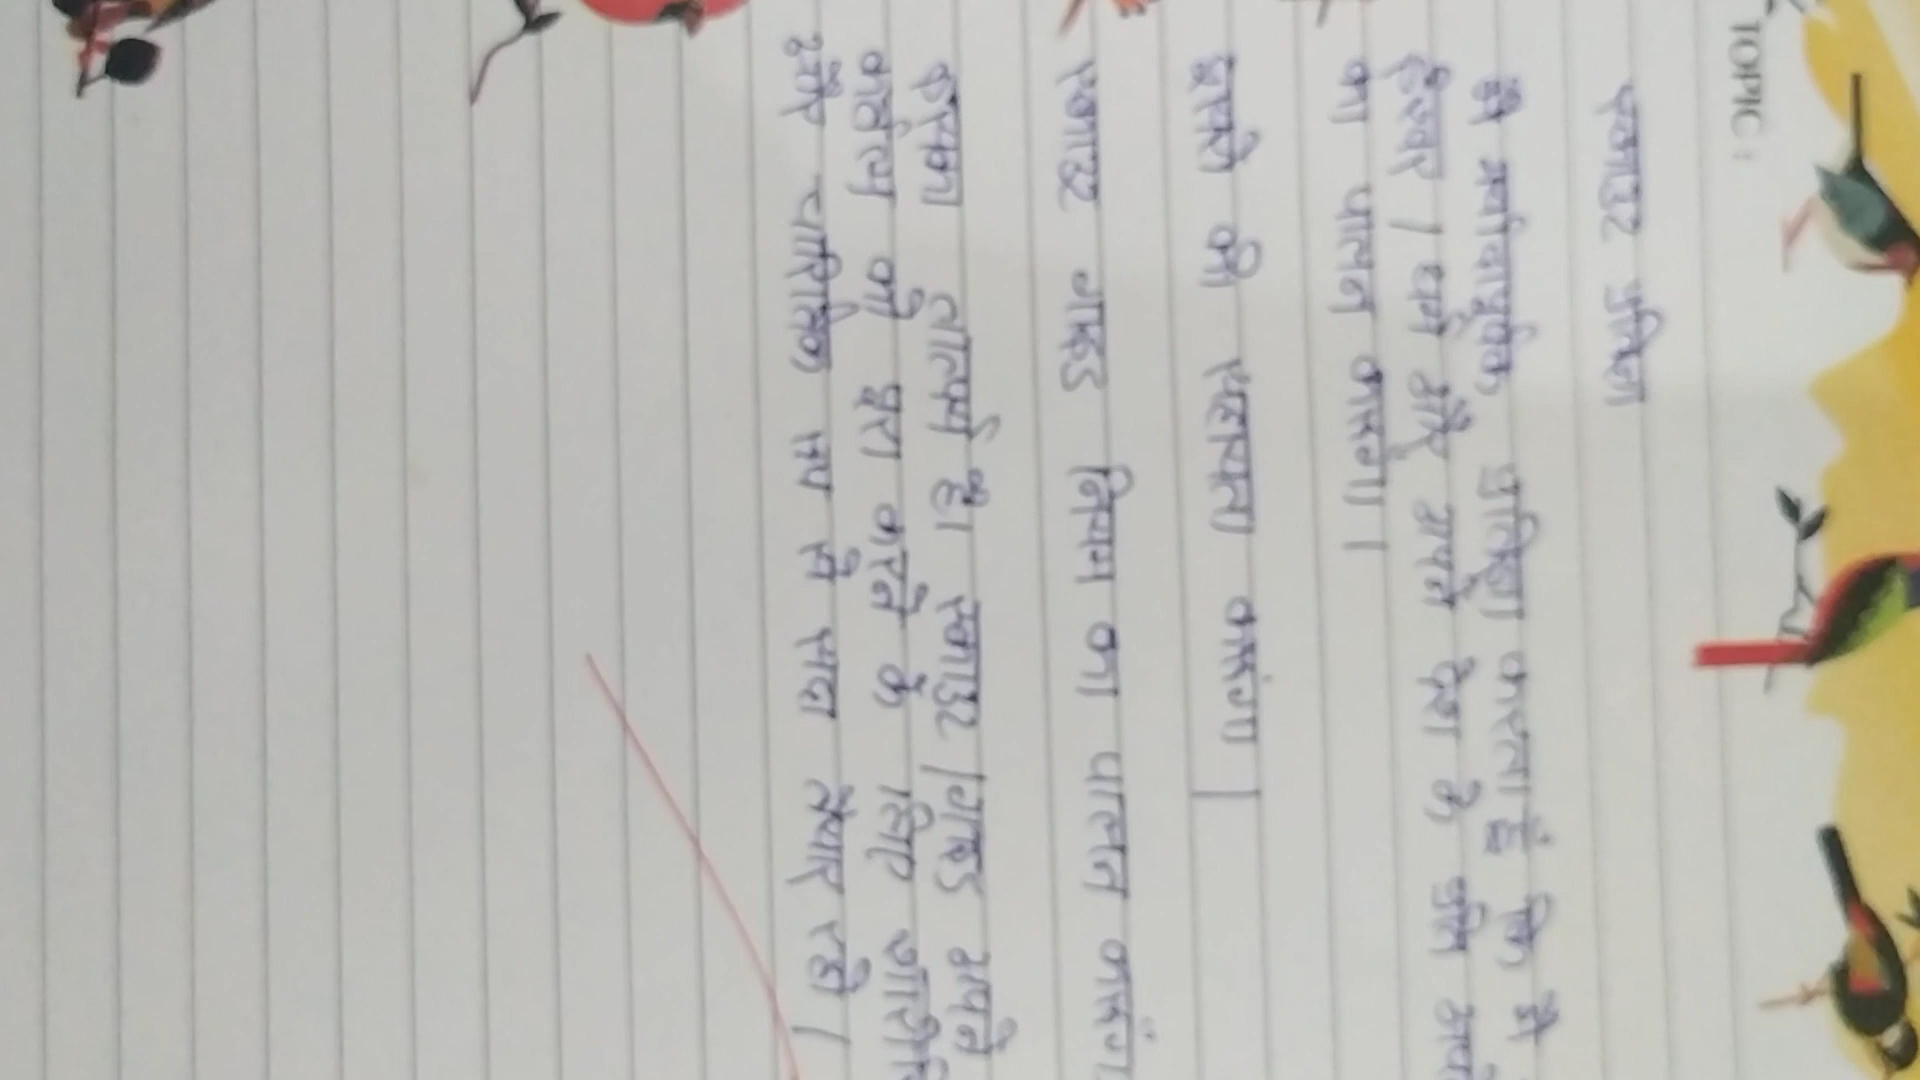 TOPIC :
स्काउट प्रतिज्ञा
मै मर्यादापुर्वक प्रतिज्ञा करता हूं कि मै
ईश्वर / धर्म और अपने देश के प्रति
का पालन करूंगा।
दूसरो की सहायता करूंगा।
स्काउट गाइड नियम का पालन करूंगा
इसका तात्पर्य है। स्काउट / गाइड अपने
कर्तव्य को पूरा करने के लिए
और चारित्रिक रूप से सदा तैयार रहे।